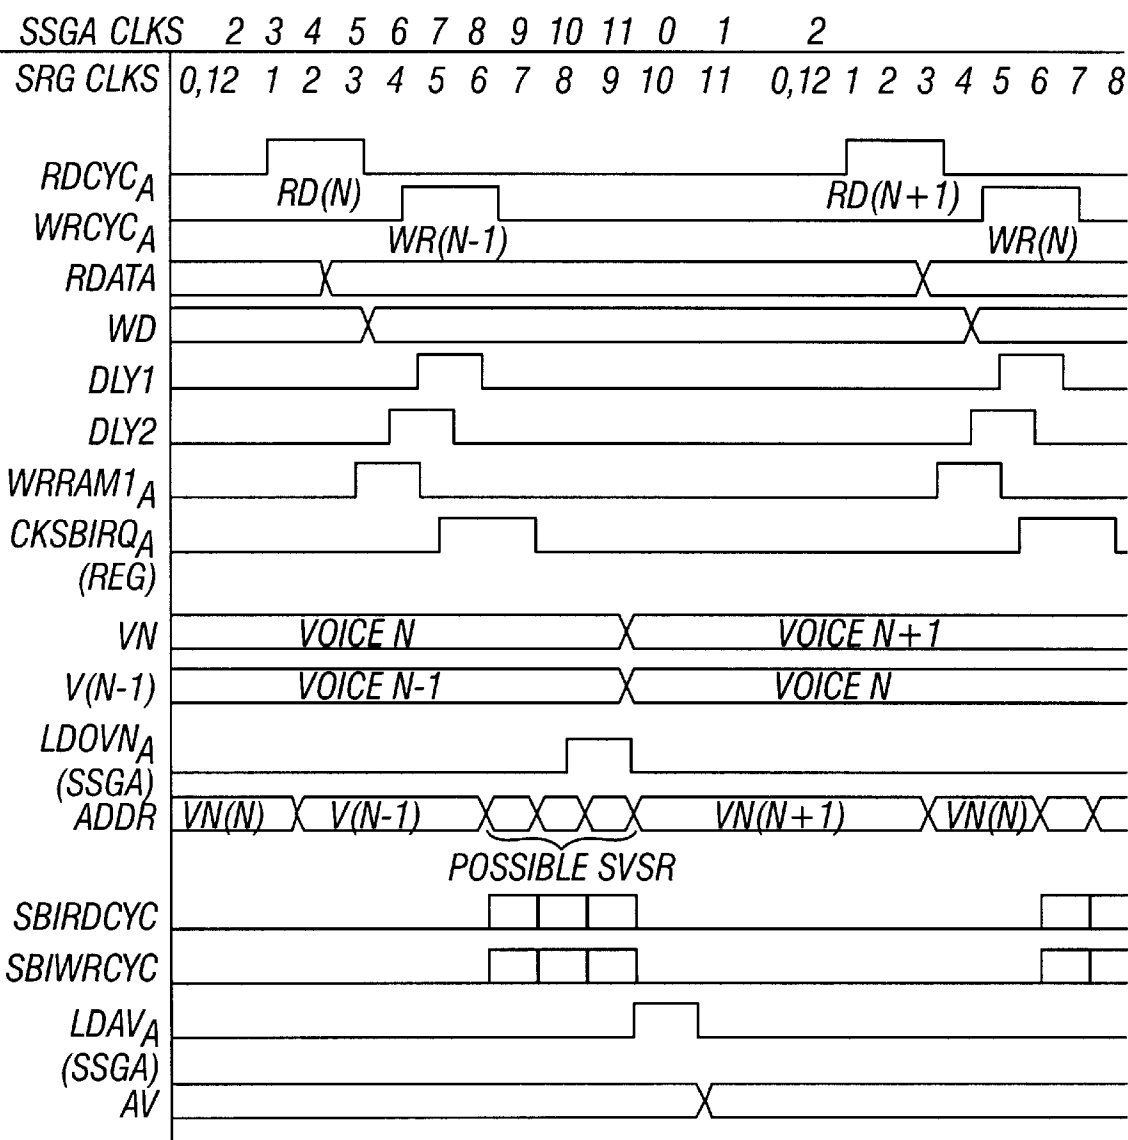 SSGA CLKS 2 3 4 5 6 7 8 9 10 11 0 1 2
SRG CLKS 0,12 1 2 3 4 5 6 7 8 9 10 11 0,12 1 2 3 4 5 6 7 8
RDCYCA RD(N) RD(N+1)
WRCYCA WR(N-1) WR(N)
RDATA
WD
DLY1
DLY2
WRRAM1A
CKSBIRQA
(REG)
VN VOICE N VOICE N+1
V(N-1) VOICE N-1 VOICE N
LDOVNA
(SSGA)
ADDR VN(N) V(N-1) VN(N+1) VN(N)
POSSIBLE SVSR
SBIRDCYC
SBIWRCYC
LDAVA
(SSGA)
AV